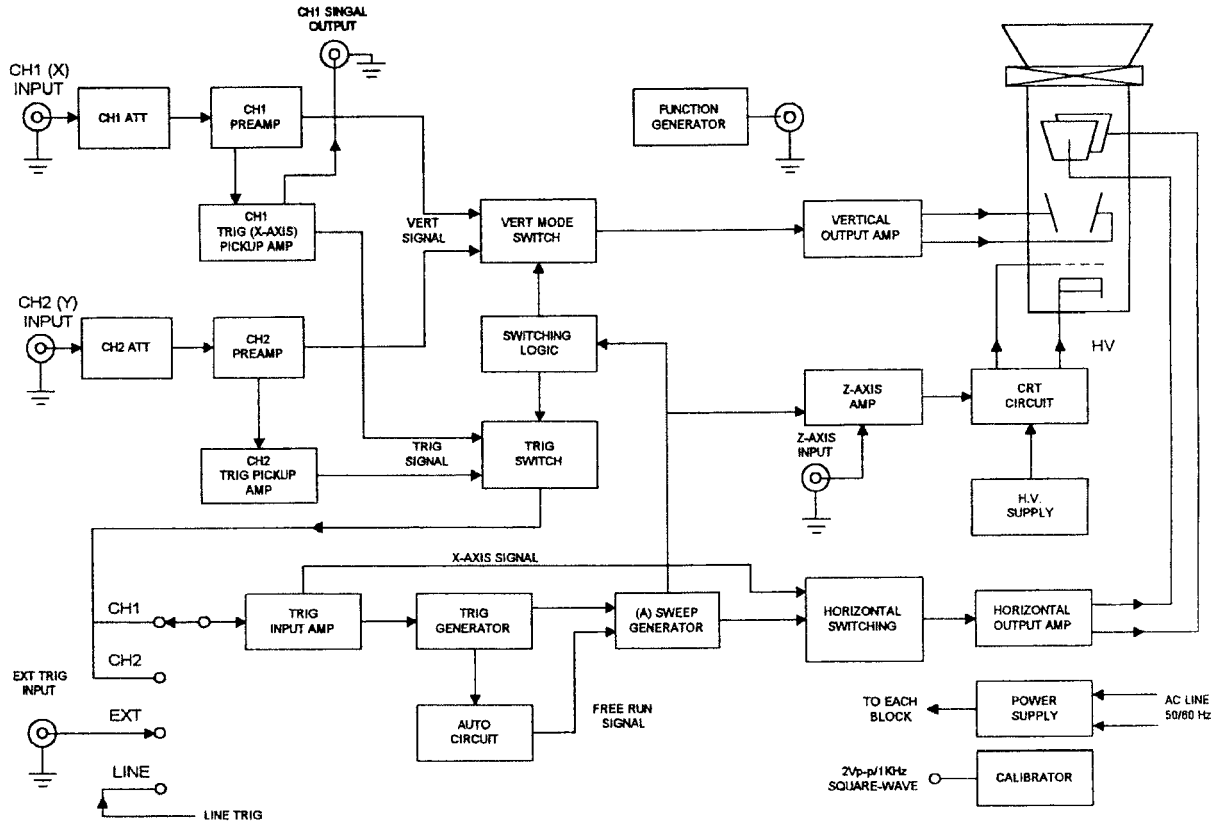 CH1 SINGAL
OUTPUT
CH1 (X)
INPUT
CH1 ATT
CH1
PREAMP
FUNCTION
GENERATOR
CH1
TRIG (X-AXIS)
PICKUP AMP
VERT
SIGNAL
VERT MODE
SWITCH
VERTICAL
OUTPUT AMP
CH2 (Y)
INPUT
CH2 ATT
CH2
PREAMP
SWITCHING
LOGIC
HV
Z-AXIS
AMP
CRT
CIRCUIT
Z-AXIS
INPUT
CH2
TRIG PICKUP
AMP
TRIG
SIGNAL
TRIG
SWITCH
H.V.
SUPPLY
X-AXIS SIGNAL
CH1
TRIG
INPUT AMP
TRIG
GENERATOR
(A) SWEEP
GENERATOR
HORIZONTAL
SWITCHING
HORIZONTAL
OUTPUT AMP
CH2
EXT TRIG
INPUT
EXT
AUTO
CIRCUIT
FREE RUN
SIGNAL
TO EACH
BLOCK
POWER
SUPPLY
AC LINE
50/60 Hz
LINE
LINE TRIG
2Vp-p/1KHz
SQUARE-WAVE
CALIBRATOR